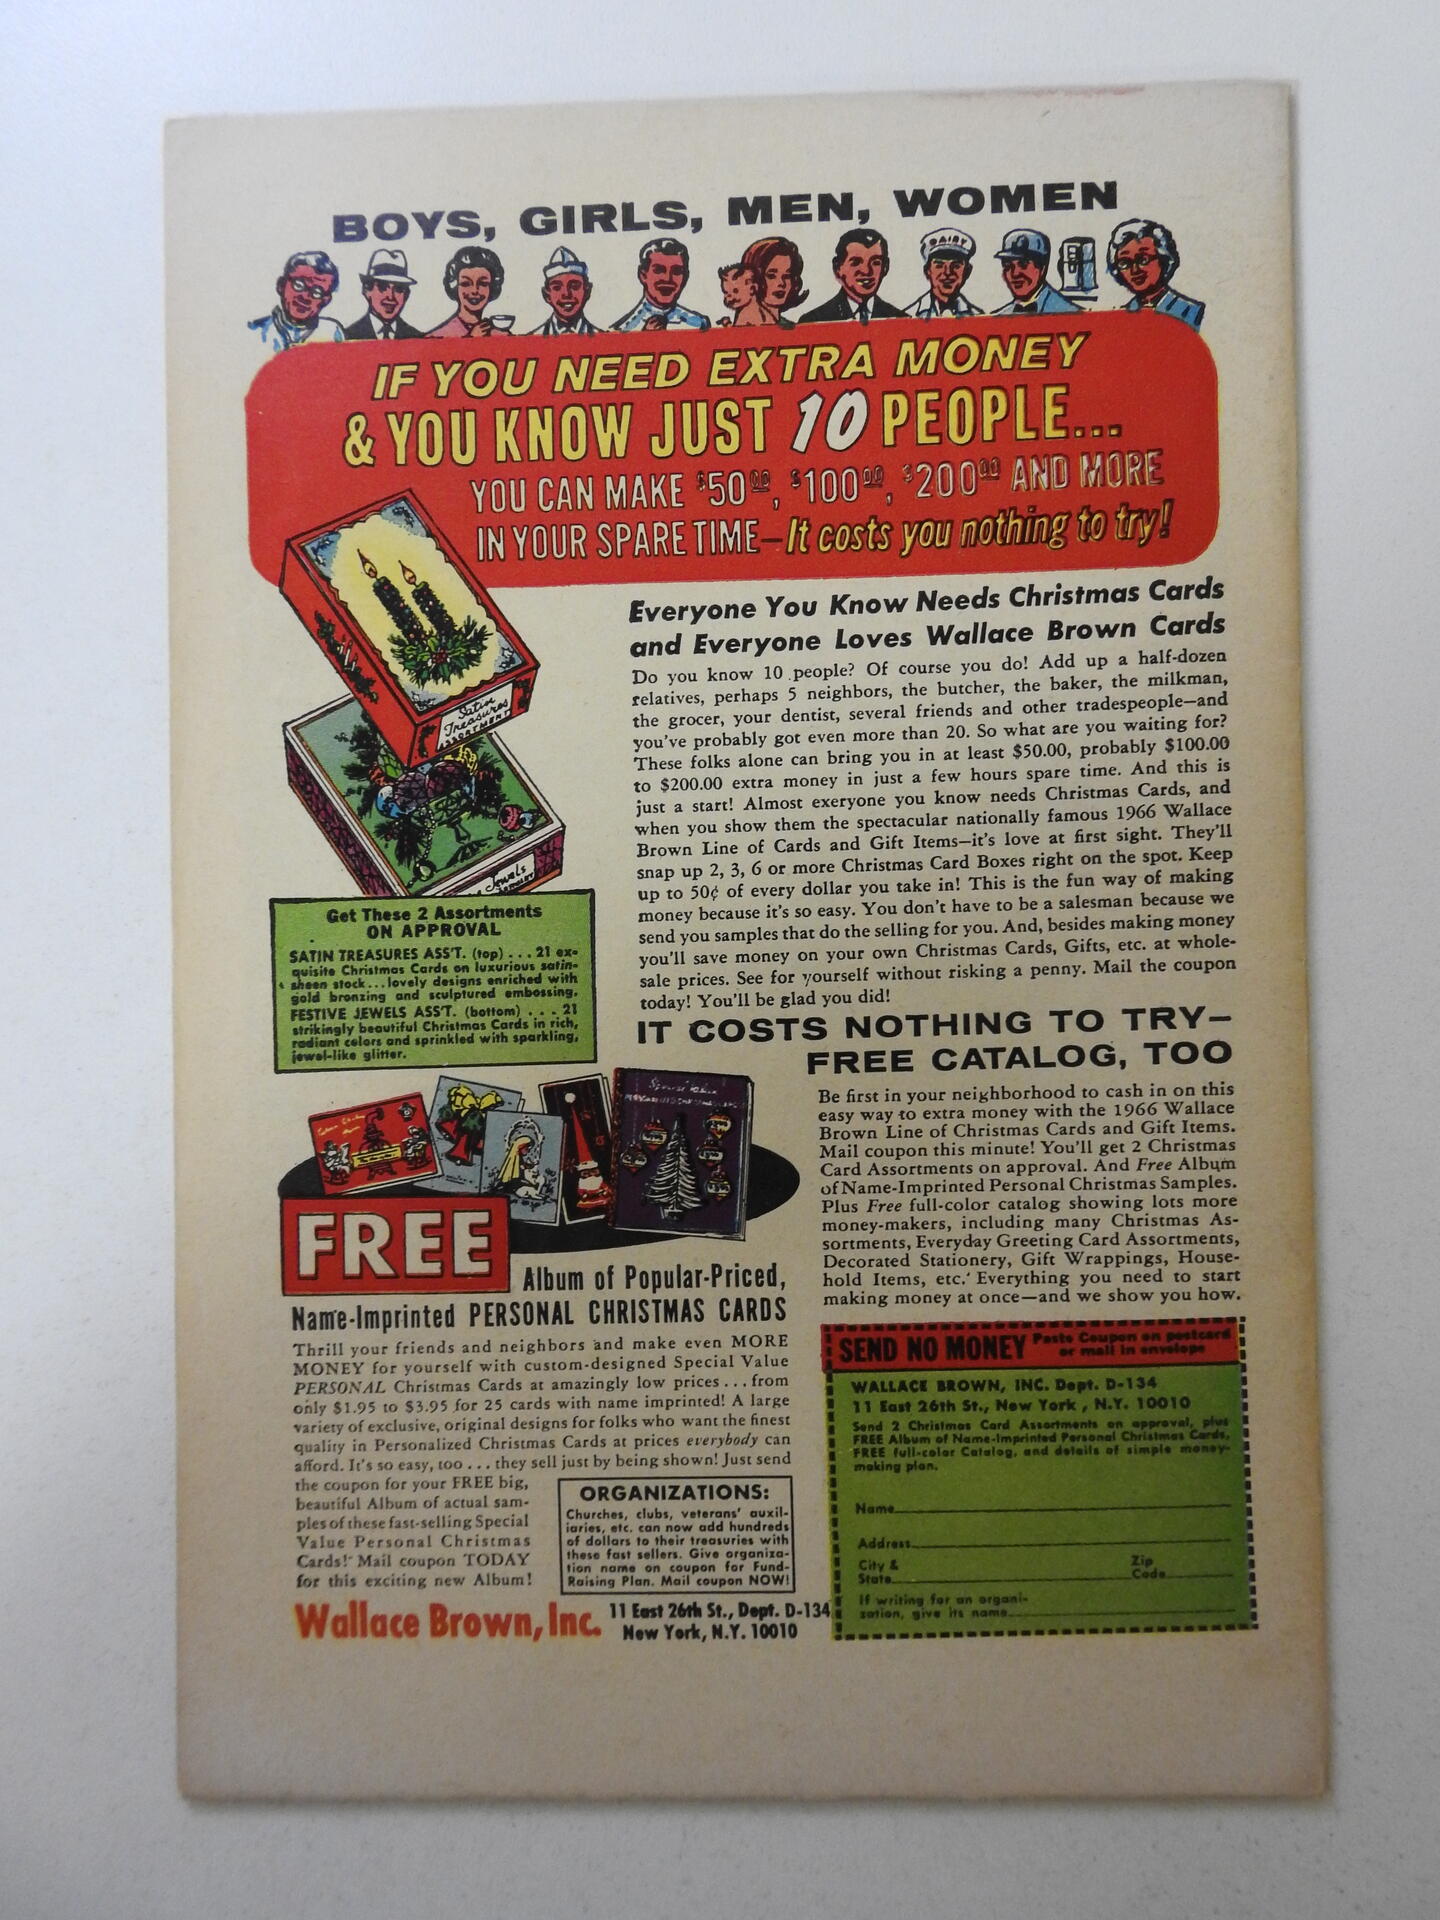 BOYS, GIRLS, MEN, WOMEN
DAIRY
IF YOU NEED EXTRA MONEY
& YOU KNOW JUST 10 PEOPLE...
YOU CAN MAKE $50.00, $100.00, $200.00 AND MORE
IN YOUR SPARE TIME—It costs you nothing to try!
Satin
Treasures
ASSORTMENT
Jewels
Get These 2 Assortments
ON APPROVAL
SATIN TREASURES ASS'T. (top) . . . 21 ex-
quisite Christmas Cards on luxurious satin-
sheen stock...lovely designs enriched with
gold bronzing and sculptured embossing.
FESTIVE JEWELS ASS'T. (bottom) . . . 21
strikingly beautiful Christmas Cards in rich,
radiant colors and sprinkled with sparkling,
jewel-like glitter.
Everyone You Know Needs Christmas Cards
and Everyone Loves Wallace Brown Cards
Do you know 10 people? Of course you do! Add up a half-dozen
relatives, perhaps 5 neighbors, the butcher, the baker, the milkman,
the grocer, your dentist, several friends and other tradespeople—and
you've probably got even more than 20. So what are you waiting for?
These folks alone can bring you in at least $50.00, probably $100.00
to $200.00 extra money in just a few hours spare time. And this is
just a start! Almost exeryone you know needs Christmas Cards, and
when you show them the spectacular nationally famous 1966 Wallace
Brown Line of Cards and Gift Items—it's love at first sight. They'll
snap up 2, 3, 6 or more Christmas Card Boxes right on the spot. Keep
up to 50¢ of every dollar you take in! This is the fun way of making
money because it's so easy. You don't have to be a salesman because we
send you samples that do the selling for you. And, besides making money
you'll save money on your own Christmas Cards, Gifts, etc. at whole-
sale prices. See for yourself without risking a penny. Mail the coupon
today! You'll be glad you did!
IT COSTS NOTHING TO TRY—
FREE CATALOG, TOO
Be first in your neighborhood to cash in on this
easy way to extra money with the 1966 Wallace
Brown Line of Christmas Cards and Gift Items.
Mail coupon this minute! You'll get 2 Christmas
Card Assortments on approval. And Free Album
of Name-Imprinted Personal Christmas Samples.
Plus Free full-color catalog showing lots more
money-makers, including many Christmas As-
sortments, Everyday Greeting Card Assortments,
Decorated Stationery, Gift Wrappings, House-
hold Items, etc. Everything you need to start
making money at once—and we show you how.
FREE
Album of Popular-Priced,
Name-Imprinted PERSONAL CHRISTMAS CARDS
Thrill your friends and neighbors and make even MORE
MONEY for yourself with custom-designed Special Value
PERSONAL Christmas Cards at amazingly low prices...from
only $1.95 to $3.95 for 25 cards with name imprinted! A large
variety of exclusive, original designs for folks who want the finest
quality in Personalized Christmas Cards at prices everybody can
afford. It's so easy, too...they sell just by being shown! Just send
the coupon for your FREE big,
beautiful Album of actual sam-
ples of these fast-selling Special
Value Personal Christmas
Cards! Mail coupon TODAY
for this exciting new Album!
ORGANIZATIONS:
Churches, clubs, veterans' auxil-
iaries, etc. can now add hundreds
of dollars to their treasuries with
these fast sellers. Give organiza-
tion name on coupon for Fund-
Raising Plan. Mail coupon NOW!
Wallace Brown, Inc. 11 East 26th St., Dept. D-134
New York, N.Y. 10010
SEND NO MONEY Paste Coupon on postcard
or mail in envelope
WALLACE BROWN, INC. Dept. D-134
11 East 26th St., New York, N.Y. 10010
Send 2 Christmas Card Assortments on approval, plus
FREE Album of Name-Imprinted Personal Christmas Cards,
FREE full-color Catalog, and details of simple money-
making plan.
Name
Address
City &
State
Zip
Code
If writing for an organi-
zation, give its name